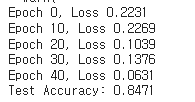 Epoch 0, Loss 0.2231
Epoch 10, Loss 0.2269
Epoch 20, Loss 0.1039
Epoch 30, Loss 0.1376
Epoch 40, Loss 0.0631
Test Accuracy: 0.8471